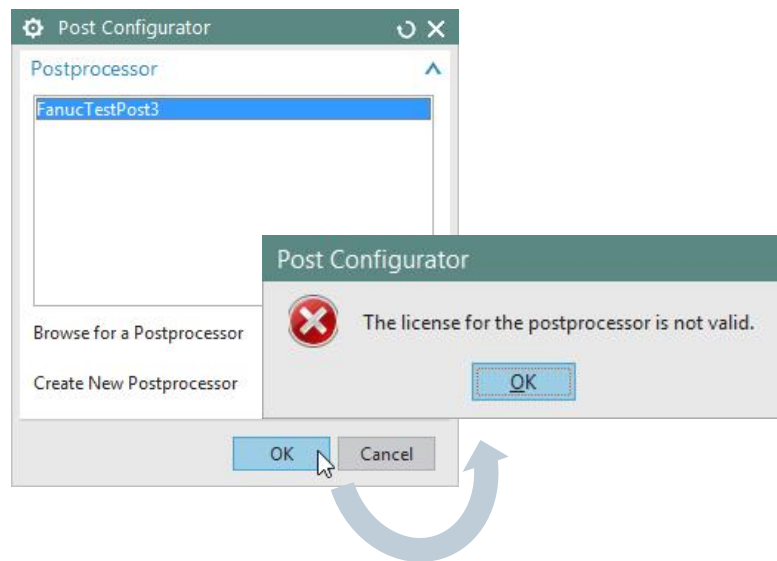 Post Configurator
Postprocessor
FanucTestPost3
Browse for a Postprocessor
Create New Postprocessor
OK Cancel
Post Configurator
The license for the postprocessor is not valid.
OK